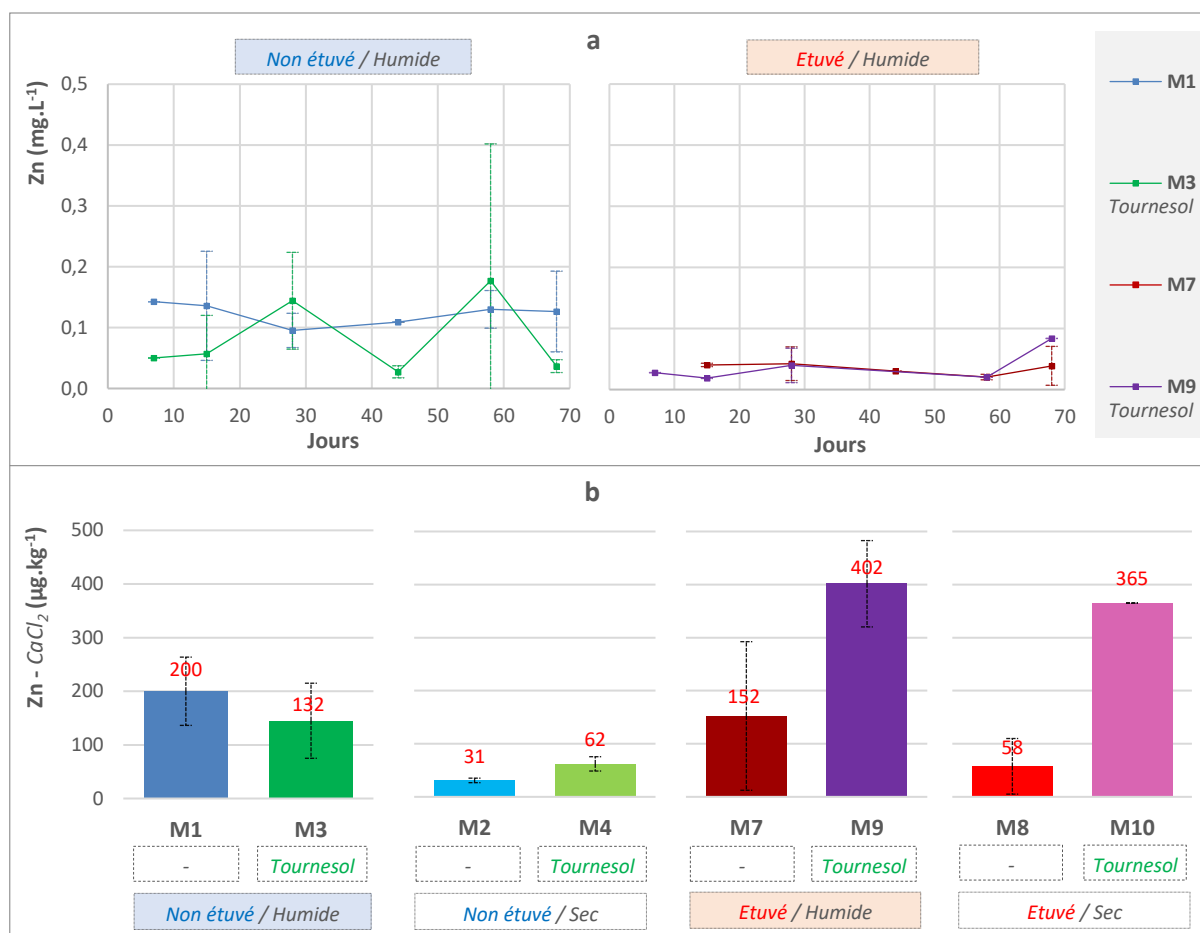 a
Non étuvé / Humide
Etuvé / Humide
Zn (mg.L-1)
0,5
0,4
0,3
0,2
0,1
0,0
0 10 20 30 40 50 60 70
Jours
0 10 20 30 40 50 60 70
Jours
M1
M3
Tournesol
M7
M9
Tournesol
b
Zn - CaCl2 (µg.kg-1)
500
400
300
200
100
0
200 132 31 62 152 402 58 365
M1 M3 M2 M4 M7 M9 M8 M10
- Tournesol - Tournesol - Tournesol - Tournesol
Non étuvé / Humide Non étuvé / Sec Etuvé / Humide Etuvé / Sec